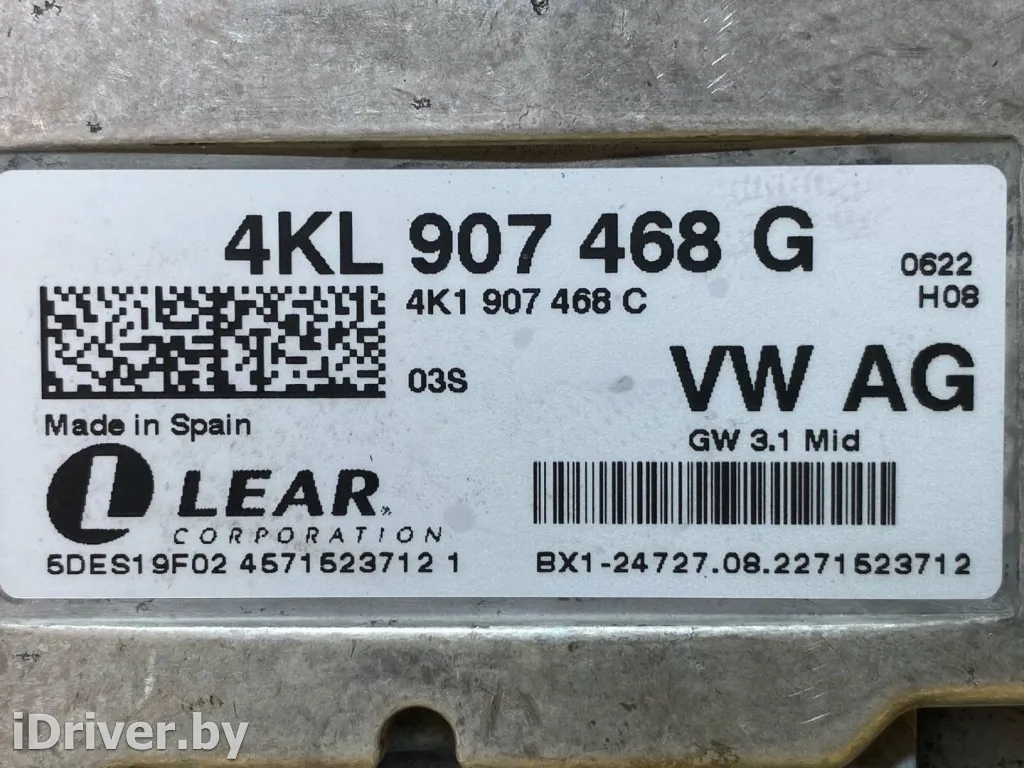 4KL 907 468 G
0622
4K1 907 468 C
H08
03S
VW AG
Made in Spain
GW 3.1 Mid
LEAR
CORPORATION
5DES19F02 4571523712 1
BX1-24727.08.2271523712
iDriver.by